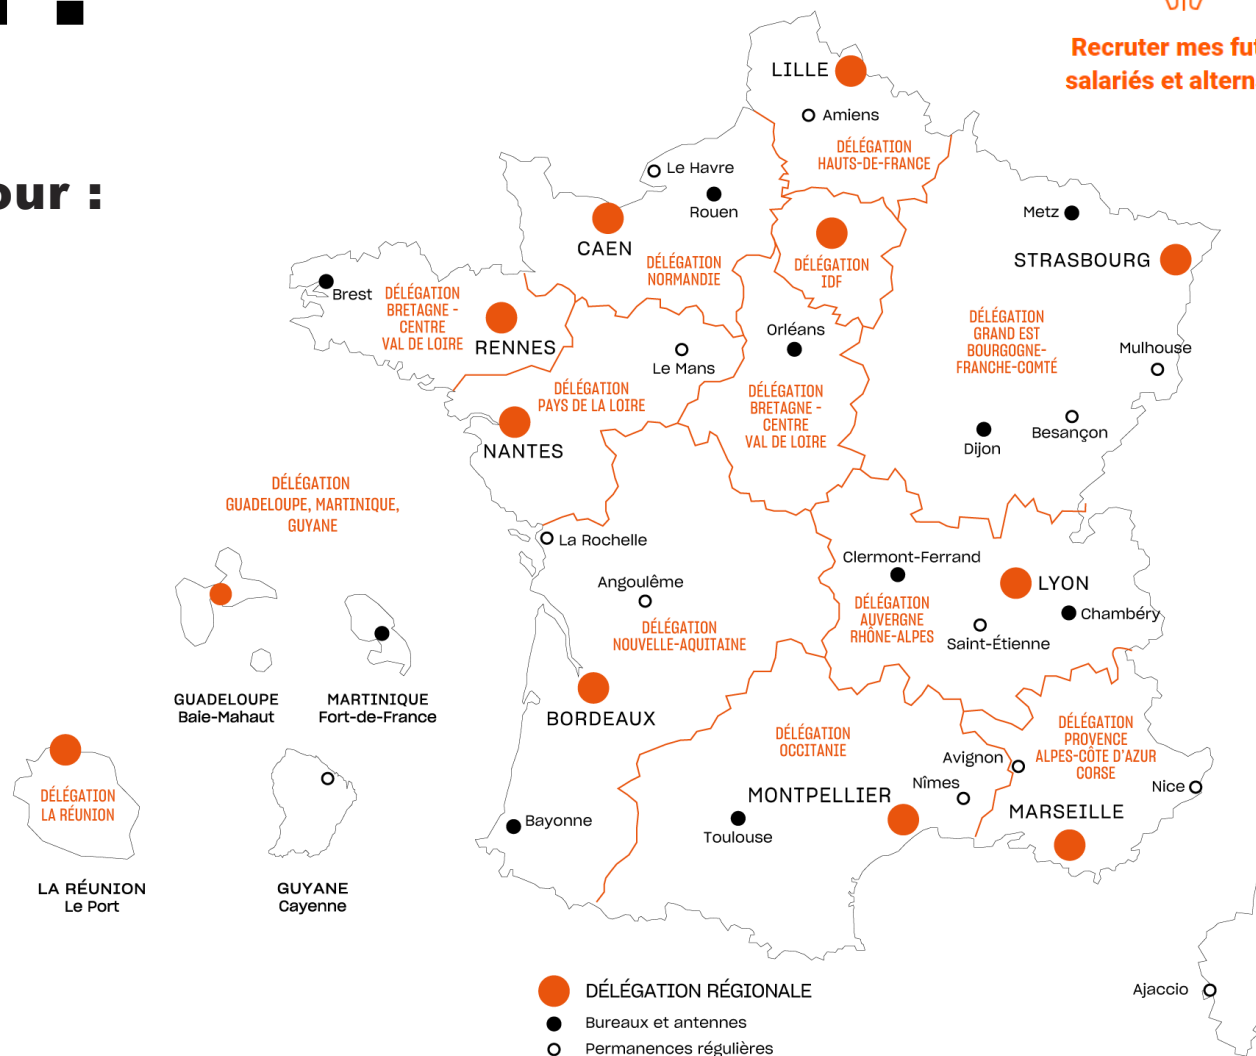 Recruter mes fut
salariés et altern
our :
LILLE
Amiens
DÉLÉGATION
HAUTS-DE-FRANCE
Le Havre
Rouen
CAEN
DÉLÉGATION
NORMANDIE
DÉLÉGATION
IDF
Metz
STRASBOURG
Brest
DÉLÉGATION
BRETAGNE -
CENTRE
VAL DE LOIRE
RENNES
Orléans
Le Mans
DÉLÉGATION
GRAND EST
BOURGOGNE-
FRANCHE-COMTÉ
Mulhouse
DÉLÉGATION
PAYS DE LA LOIRE
NANTES
DÉLÉGATION
BRETAGNE -
CENTRE
VAL DE LOIRE
Dijon
Besançon
DÉLÉGATION
GUADELOUPE, MARTINIQUE,
GUYANE
La Rochelle
Angoulême
DÉLÉGATION
NOUVELLE-AQUITAINE
Clermont-Ferrand
LYON
DÉLÉGATION
AUVERGNE
RHÔNE-ALPES
Chambéry
Saint-Étienne
GUADELOUPE
Baie-Mahaut
MARTINIQUE
Fort-de-France
BORDEAUX
DÉLÉGATION
OCCITANIE
DÉLÉGATION
PROVENCE
ALPES-CÔTE D'AZUR
CORSE
Avignon
Nîmes
Nice
MONTPELLIER
MARSEILLE
DÉLÉGATION
LA RÉUNION
Bayonne
Toulouse
LA RÉUNION
Le Port
GUYANE
Cayenne
Ajaccio
DÉLÉGATION RÉGIONALE
Bureaux et antennes
Permanences régulières